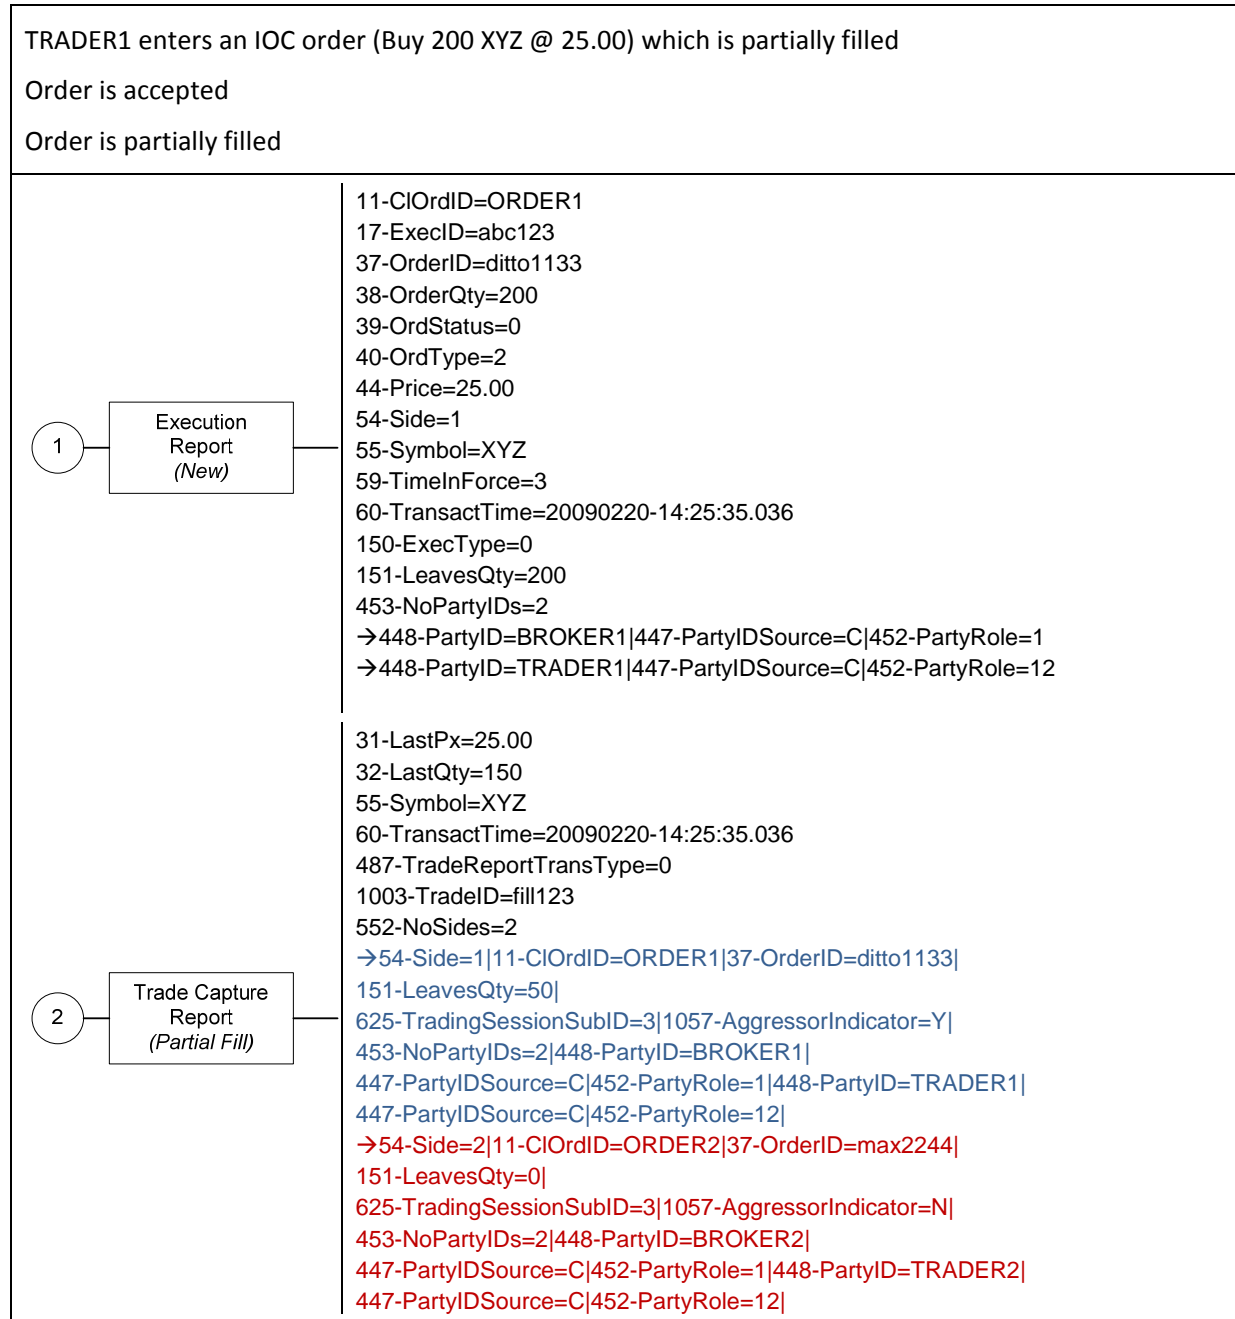 TRADER1 enters an IOC order (Buy 200 XYZ @ 25.00) which is partially filled
Order is accepted
Order is partially filled
1
Execution
Report
(New)
11-ClOrdID=ORDER1
17-ExecID=abc123
37-OrderID=ditto1133
38-OrderQty=200
39-OrdStatus=0
40-OrdType=2
44-Price=25.00
54-Side=1
55-Symbol=XYZ
59-TimeInForce=3
60-TransactTime=20090220-14:25:35.036
150-ExecType=0
151-LeavesQty=200
453-NoPartyIDs=2
→448-PartyID=BROKER1|447-PartyIDSource=C|452-PartyRole=1
→448-PartyID=TRADER1|447-PartyIDSource=C|452-PartyRole=12
2
Trade Capture
Report
(Partial Fill)
31-LastPx=25.00
32-LastQty=150
55-Symbol=XYZ
60-TransactTime=20090220-14:25:35.036
487-TradeReportTransType=0
1003-TradeID=fill123
552-NoSides=2
→54-Side=1|11-ClOrdID=ORDER1|37-OrderID=ditto1133|
151-LeavesQty=50|
625-TradingSessionSubID=3|1057-AggressorIndicator=Y|
453-NoPartyIDs=2|448-PartyID=BROKER1|
447-PartyIDSource=C|452-PartyRole=1|448-PartyID=TRADER1|
447-PartyIDSource=C|452-PartyRole=12|
→54-Side=2|11-ClOrdID=ORDER2|37-OrderID=max2244|
151-LeavesQty=0|
625-TradingSessionSubID=3|1057-AggressorIndicator=N|
453-NoPartyIDs=2|448-PartyID=BROKER2|
447-PartyIDSource=C|452-PartyRole=1|448-PartyID=TRADER2|
447-PartyIDSource=C|452-PartyRole=12|